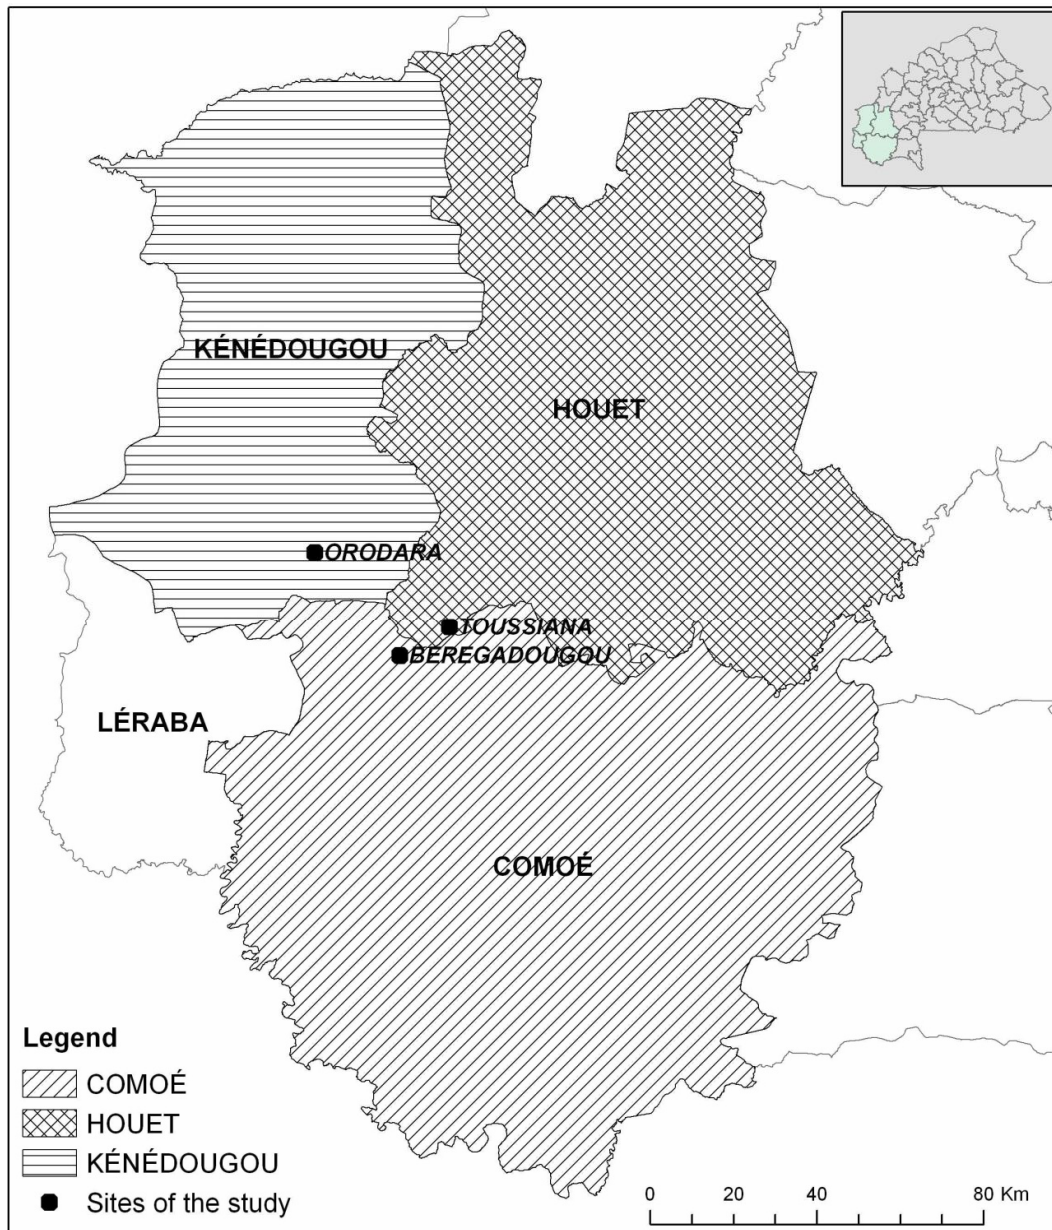 KÉNÉDOUGOU
HOUET
ORODARA
TOUSSIANA
BEREGADOUGOU
LÉRABA
COMOÉ
Legend
COMOÉ
HOUET
KÉNÉDOUGOU
Sites of the study
0 20 40 80 Km